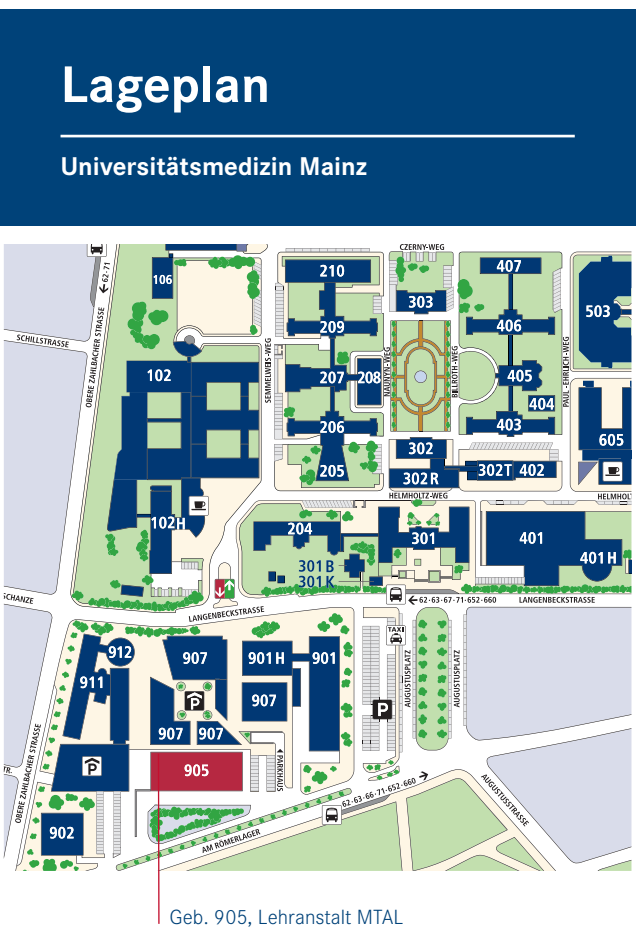 Lageplan
Universitätsmedizin Mainz
CZERNY-WEG
62·71
106
210
303
407
209
406
503
SCHILLSTRASSE
OBERE ZAHLBACHER STRASSE
SEMMELWEIS-WEG
NAUNYN-WEG
BILLROTH-WEG
PAUL-EHRLICH-WEG
102
207
208
405
404
206
403
605
302
205
302 R
302T
402
HELMHOLTZ-WEG
HELMHOL
102H
204
301
401
401 H
301 B
301 K
SCHANZE
62·63·67·71·652·660
LANGENBECKSTRASSE
LANGENBECKSTRASSE
TAXI
912
907
901 H
901
911
AUGUSTUSPLATZ
AUGUSTUSPLATZ
907
P
P
907
907
P
905
PARKHAUS
TR.
OBERE ZAHLBACHER STRASSE
62·63·66·71·652·660
AUGUSTUSSTRASSE
902
AM RÖMERLAGER
Geb. 905, Lehranstalt MTAL